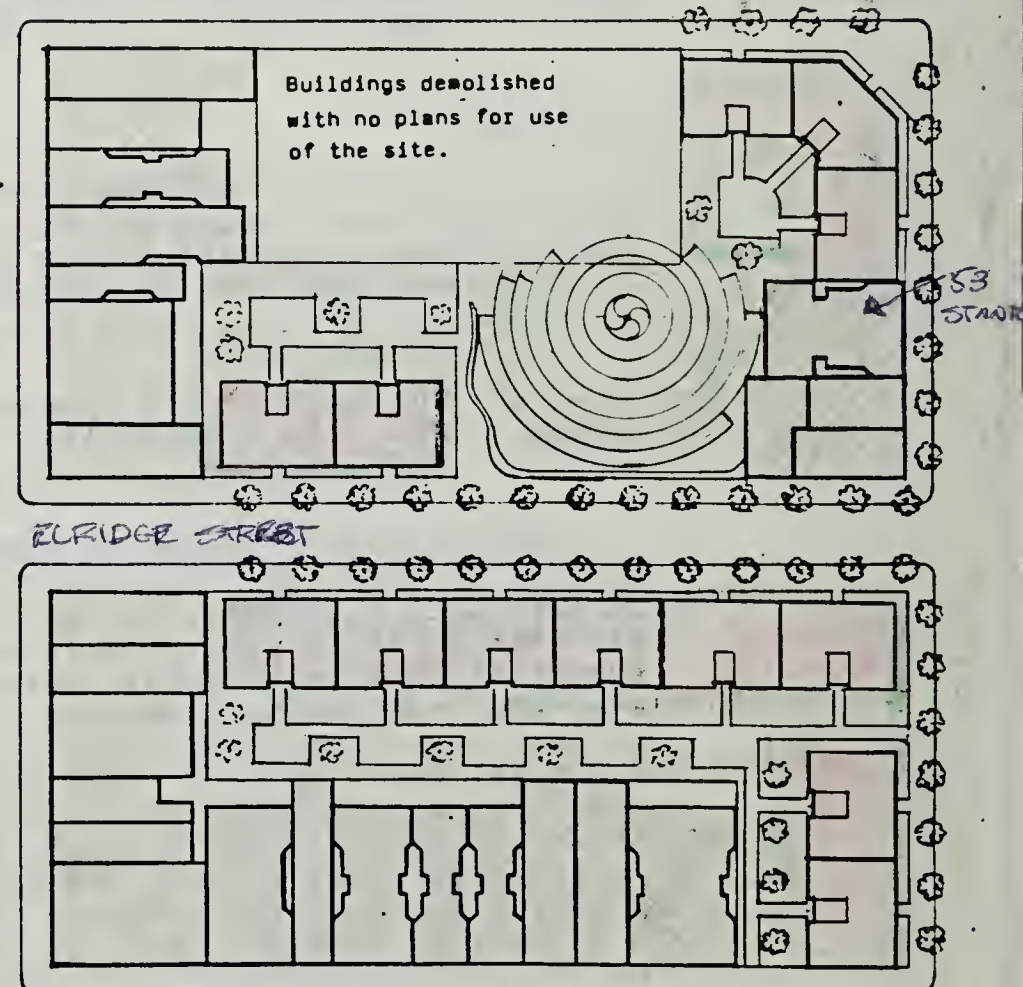 Buildings demolished
with no plans for use
of the site.
53
ELRIDGE STREET